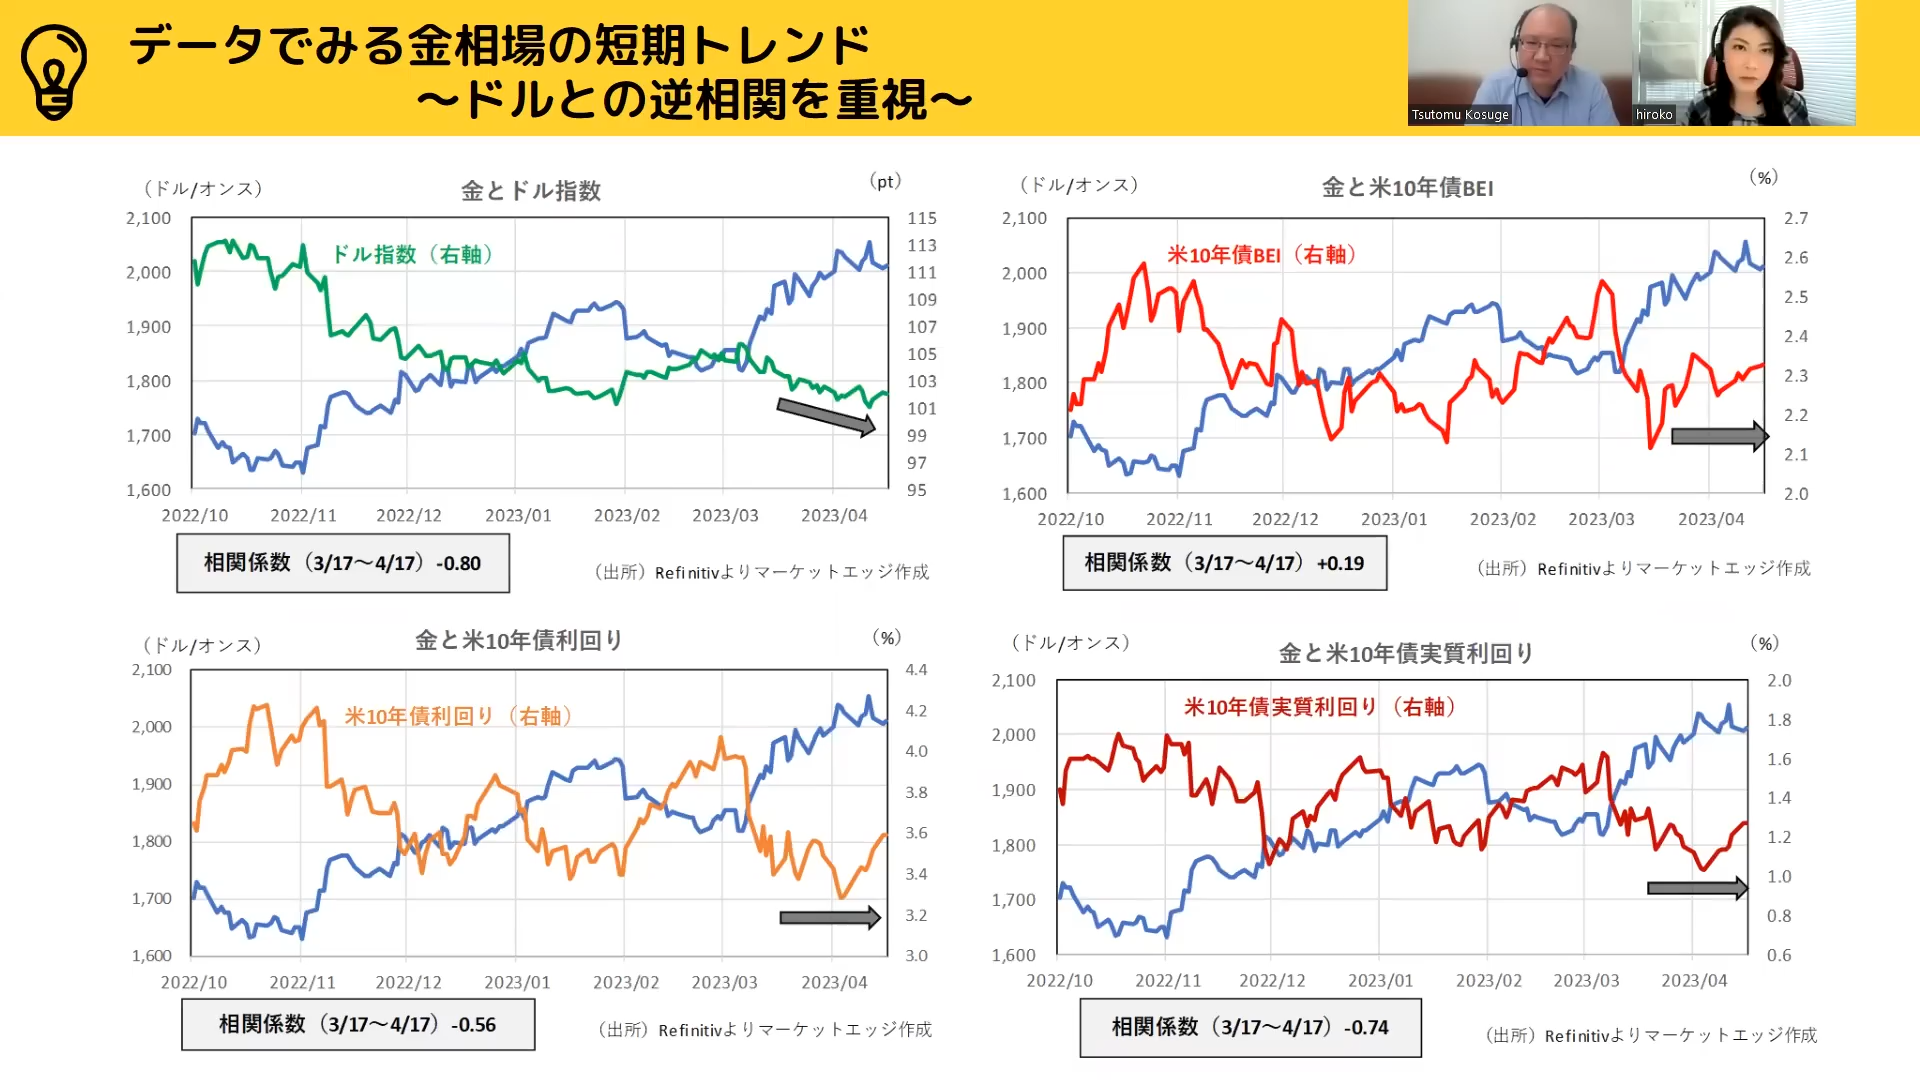 データでみる金相場の短期トレンド
～ドルとの逆相関を重視～
Tsutomu Kosuge
hiroko
（ドル/オンス）
金とドル指数
（pt）
ドル指数（右軸）
2,100
2,000
1,900
1,800
1,700
1,600
115
113
111
109
107
105
103
101
99
97
95
2022/10 2022/11 2022/12 2023/01 2023/02 2023/03 2023/04
相関係数（3/17～4/17）-0.80
（出所）Refinitivよりマーケットエッジ作成
（ドル/オンス）
金と米10年債BEI
（%）
米10年債BEI（右軸）
2,100
2,000
1,900
1,800
1,700
1,600
2.7
2.6
2.5
2.4
2.3
2.2
2.1
2.0
2022/10 2022/11 2022/12 2023/01 2023/02 2023/03 2023/04
相関係数（3/17～4/17）+0.19
（出所）Refinitivよりマーケットエッジ作成
（ドル/オンス）
金と米10年債利回り
（%）
米10年債利回り（右軸）
2,100
2,000
1,900
1,800
1,700
1,600
4.4
4.2
4.0
3.8
3.6
3.4
3.2
3.0
2022/10 2022/11 2022/12 2023/01 2023/02 2023/03 2023/04
相関係数（3/17～4/17）-0.56
（出所）Refinitivよりマーケットエッジ作成
（ドル/オンス）
金と米10年債実質利回り
（%）
米10年債実質利回り（右軸）
2,100
2,000
1,900
1,800
1,700
1,600
2.0
1.8
1.6
1.4
1.2
1.0
0.8
0.6
2022/10 2022/11 2022/12 2023/01 2023/02 2023/03 2023/04
相関係数（3/17～4/17）-0.74
（出所）Refinitivよりマーケットエッジ作成